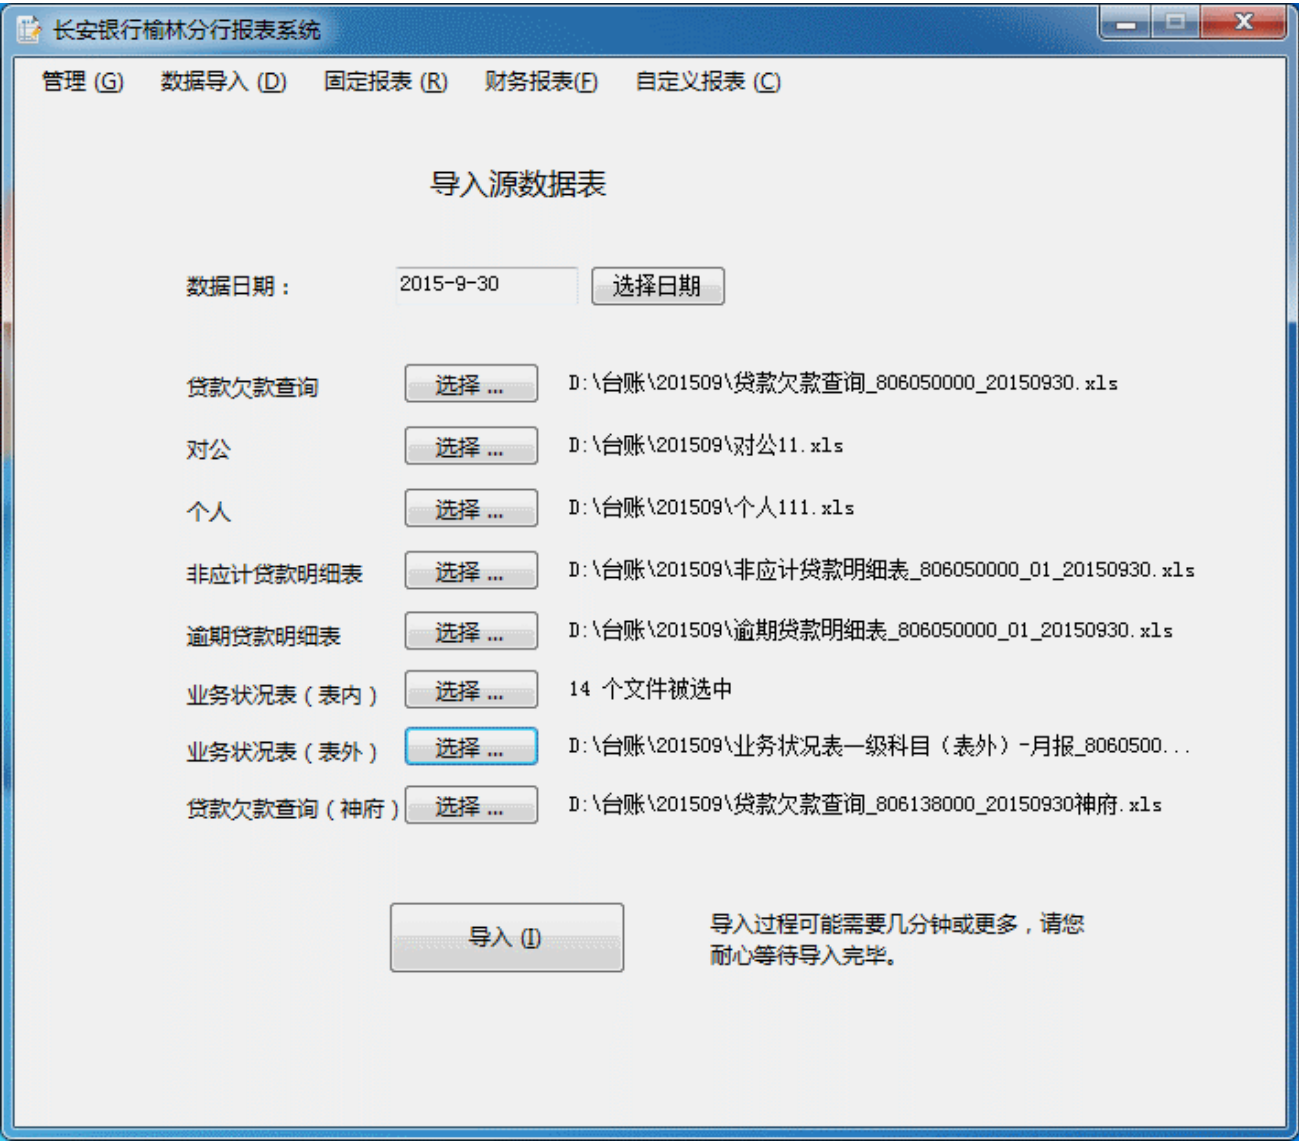 长安银行榆林分行报表系统
管理 (G) 数据导入 (D) 固定报表 (R) 财务报表(F) 自定义报表 (C)
导入源数据表
数据日期： 2015-9-30 选择日期
贷款欠款查询 选择 ... D:\台账\201509\贷款欠款查询_806050000_20150930.xls
对公 选择 ... D:\台账\201509\对公11.xls
个人 选择 ... D:\台账\201509\个人111.xls
非应计贷款明细表 选择 ... D:\台账\201509\非应计贷款明细表_806050000_01_20150930.xls
逾期贷款明细表 选择 ... D:\台账\201509\逾期贷款明细表_806050000_01_20150930.xls
业务状况表（表内） 选择 ... 14 个文件被选中
业务状况表（表外） 选择 ... D:\台账\201509\业务状况表一级科目（表外）-月报_8060500...
贷款欠款查询（神府） 选择 ... D:\台账\201509\贷款欠款查询_806138000_20150930神府.xls
导入 (I) 导入过程可能需要几分钟或更多，请您
耐心等待导入完毕。